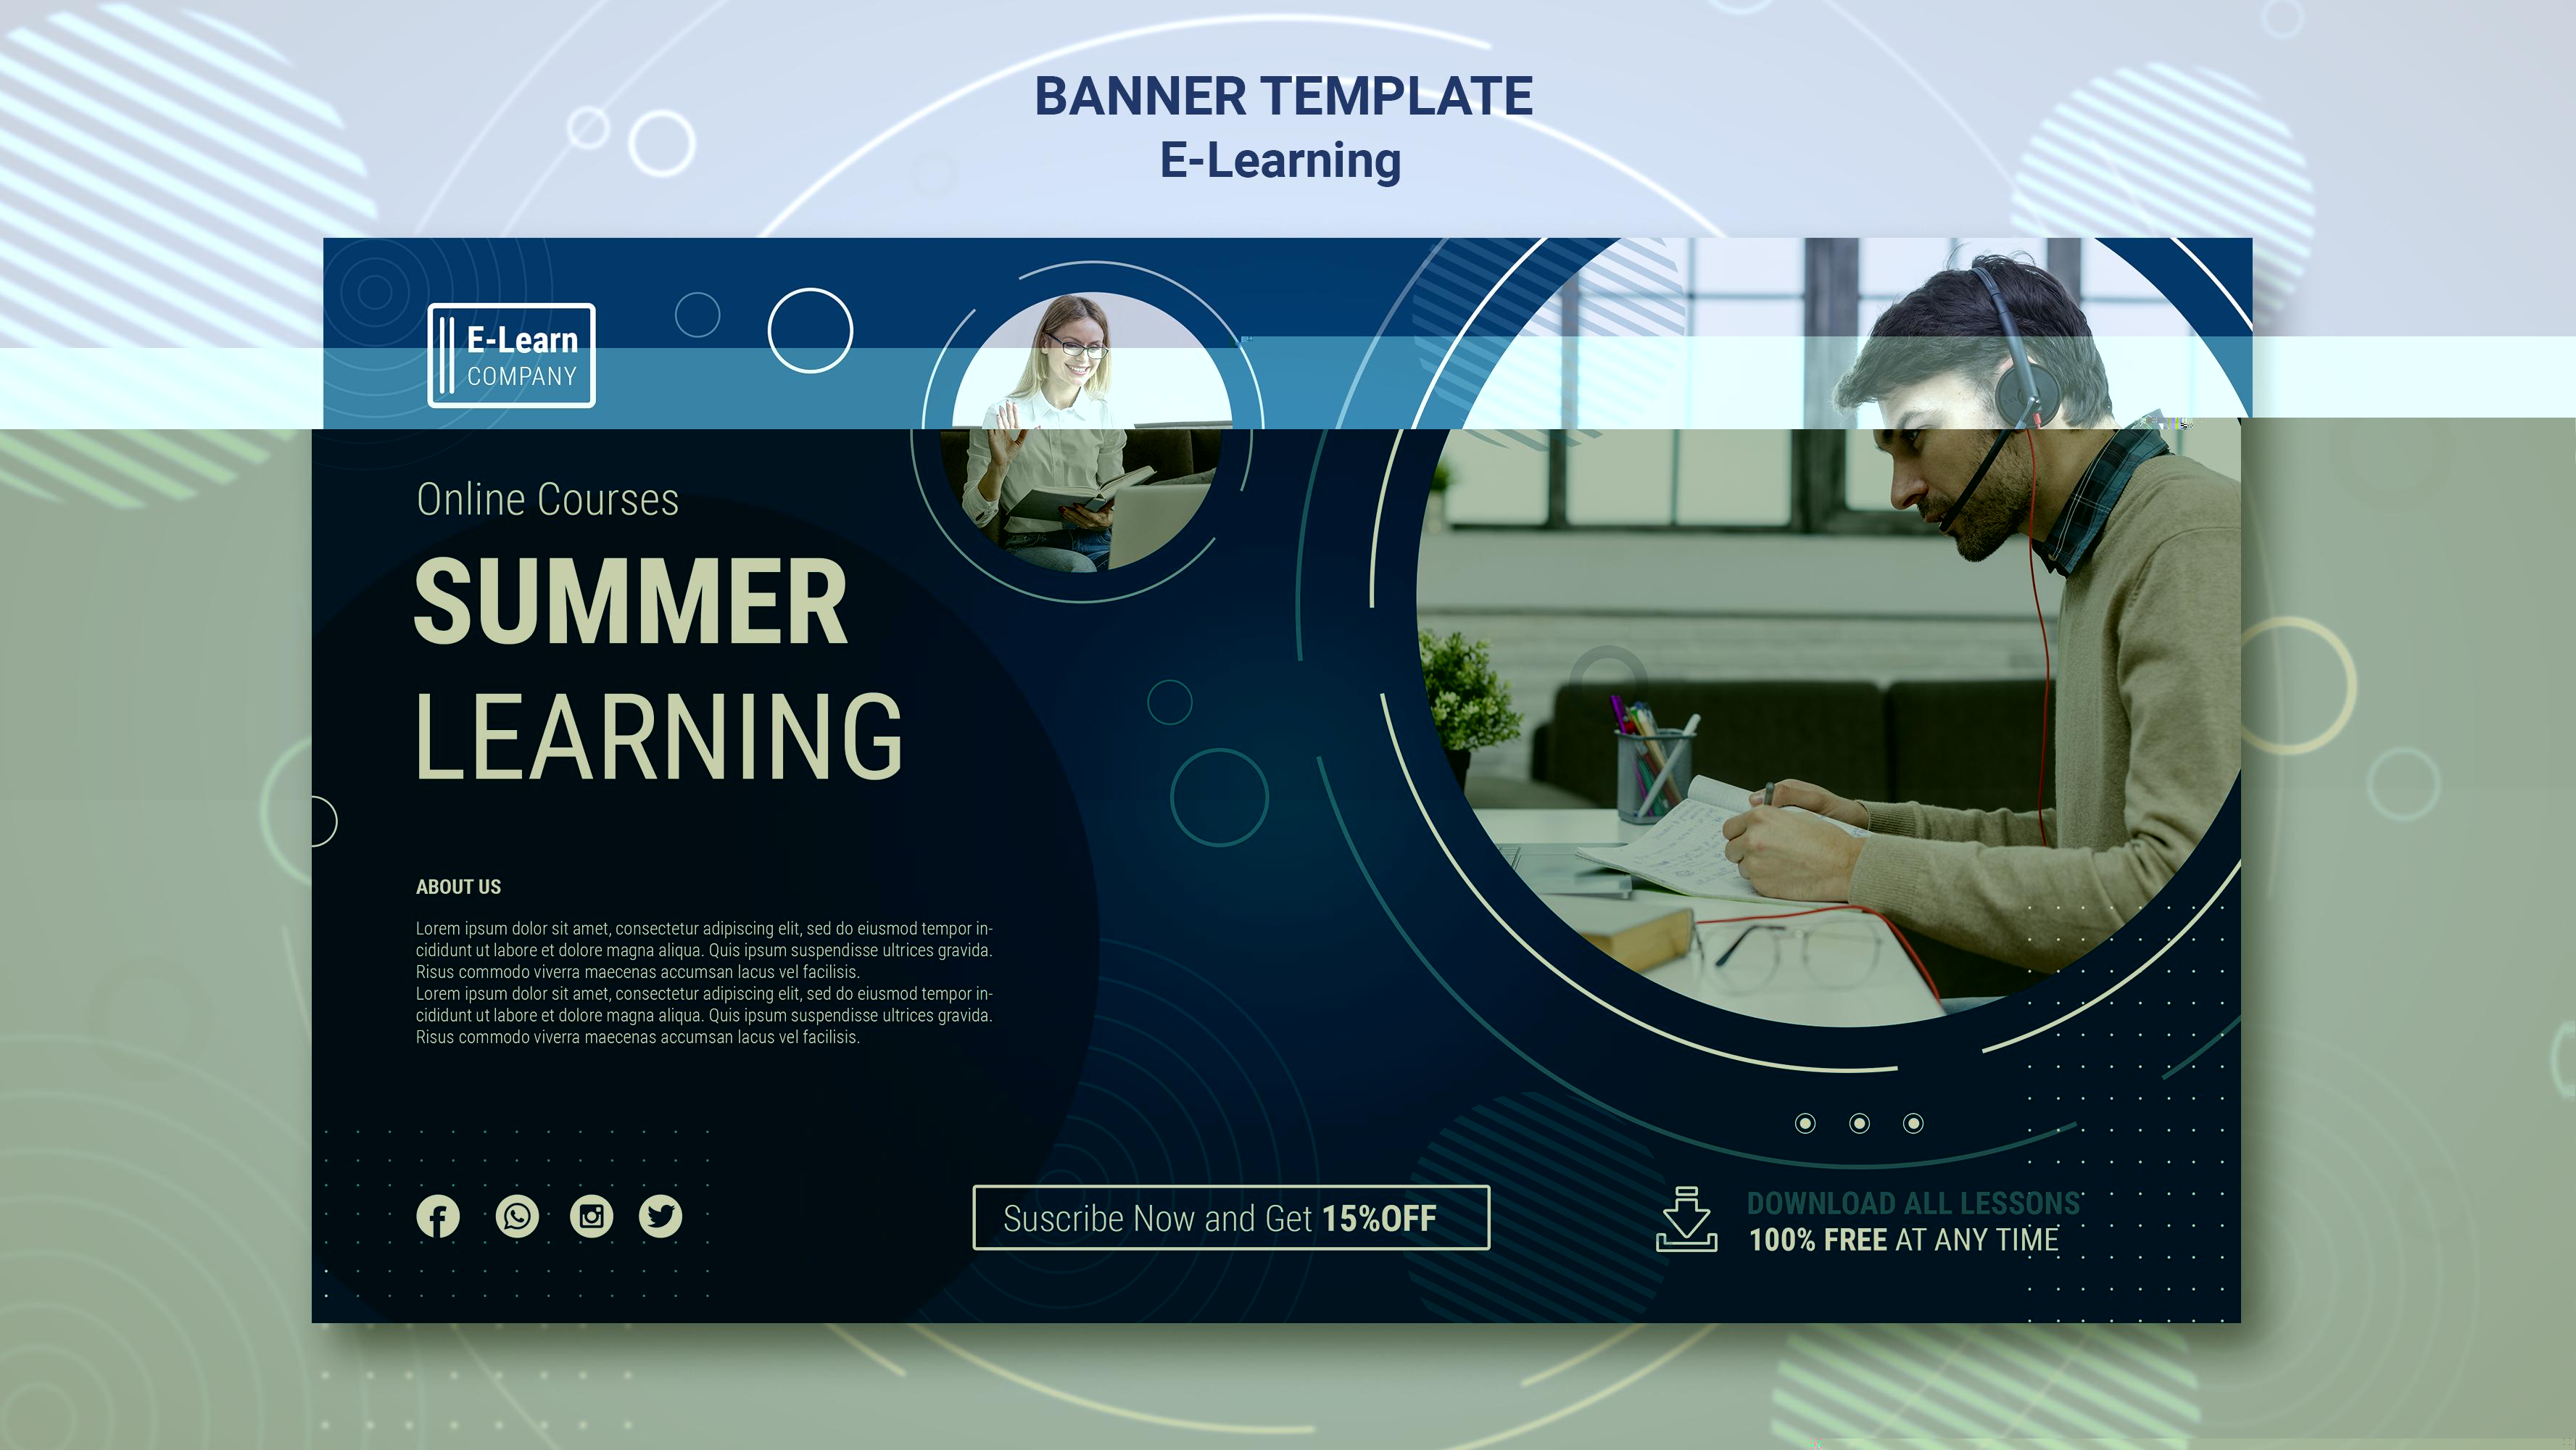 BANNER TEMPLATE
E-Learning
E-Learn
COMPANY
Online Courses
SUMMER
LEARNING
ABOUT US
Lorem ipsum dolor sit amet, consectetur adipiscing elit, sed do eiusmod tempor in-
cididunt ut labore et dolore magna aliqua. Quis ipsum suspendisse ultrices gravida.
Risus commodo viverra maecenas accumsan lacus vel facilisis.
Lorem ipsum dolor sit amet, consectetur adipiscing elit, sed do eiusmod tempor in-
cididunt ut labore et dolore magna aliqua. Quis ipsum suspendisse ultrices gravida.
Risus commodo viverra maecenas accumsan lacus vel facilisis.
Suscribe Now and Get 15%OFF
DOWNLOAD ALL LESSONS
100% FREE AT ANY TIME